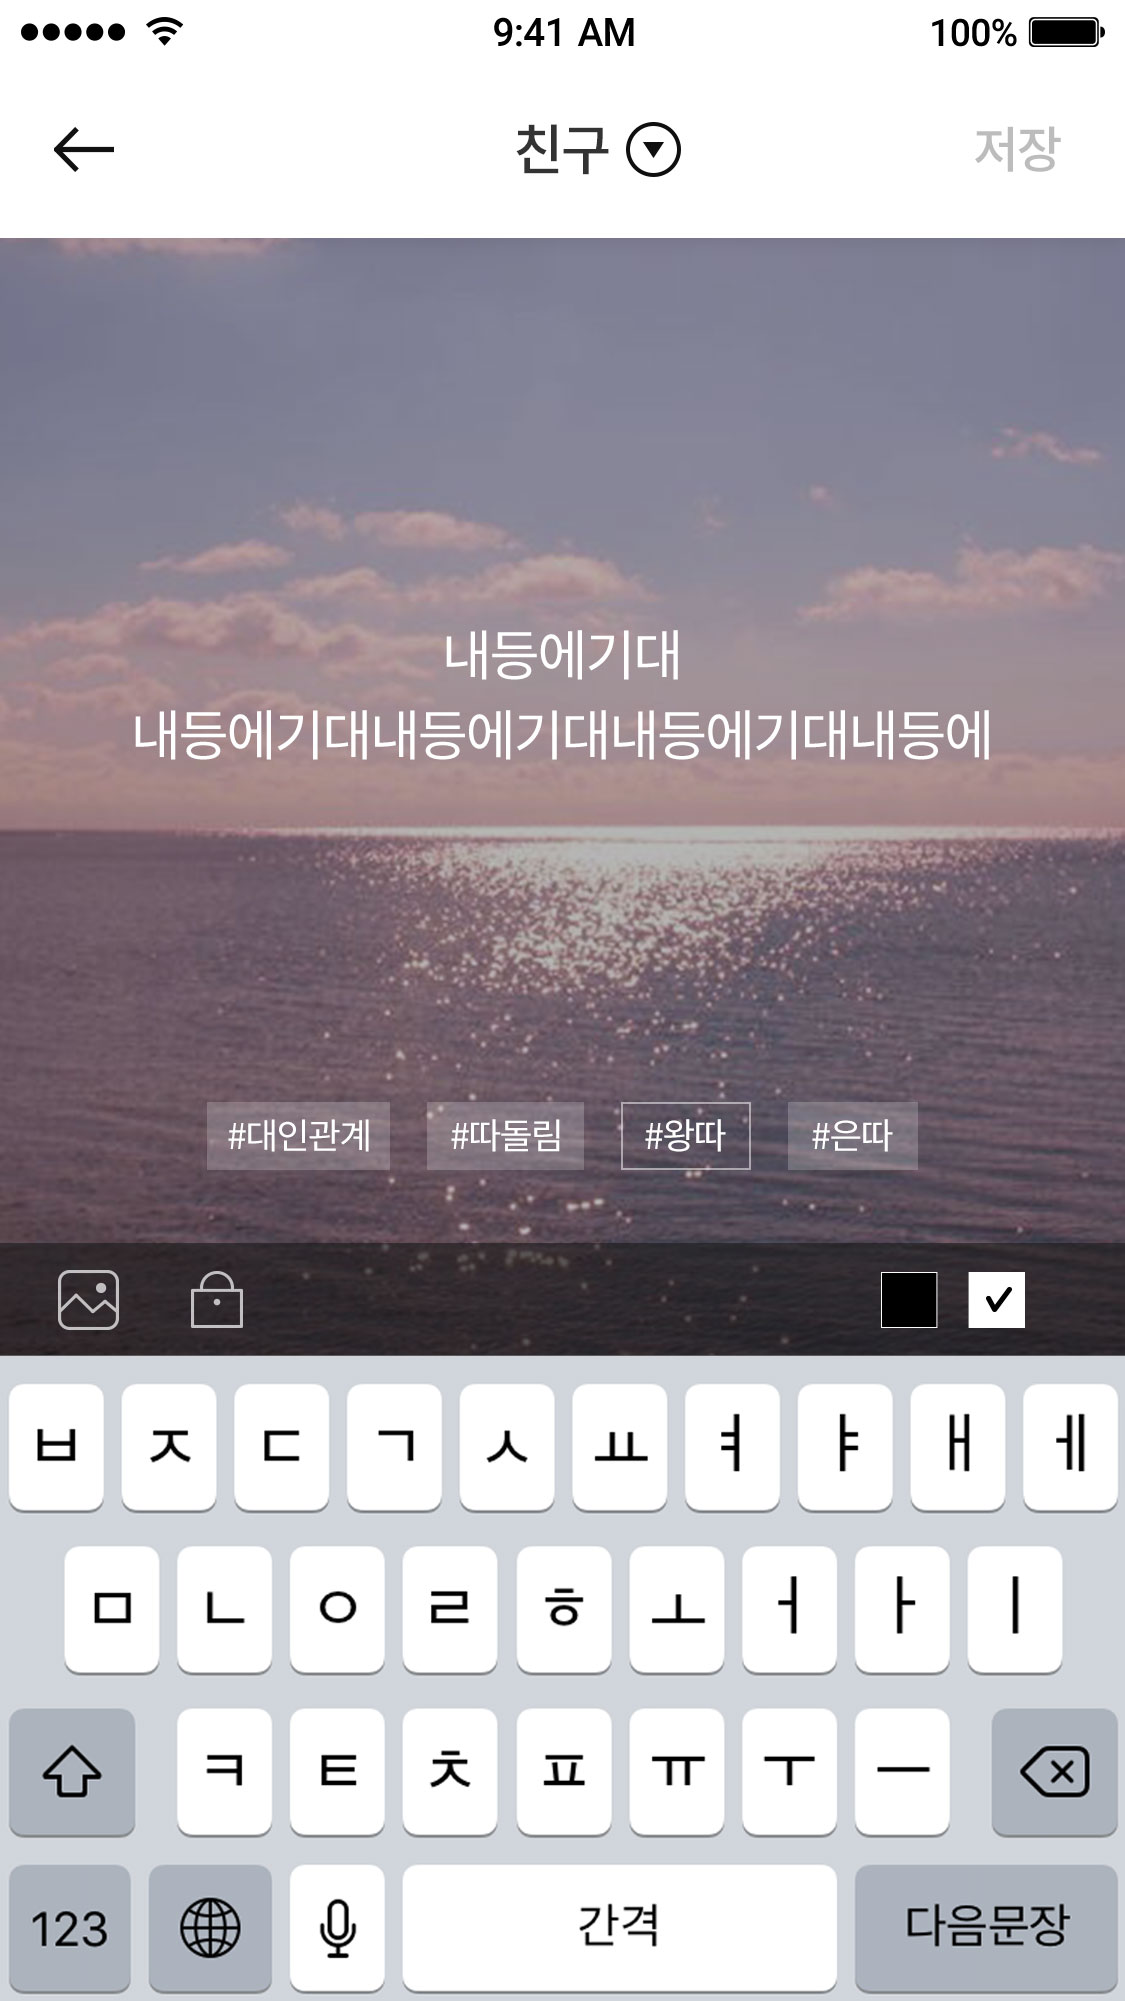 9:41 AM 100%
친구 저장
내등에기대
내등에기대내등에기대내등에기대내등에
#대인관계 #따돌림 #왕따 #은따
ㅂ ㅈ ㄷ ㄱ ㅅ ㅛ ㅕ ㅑ ㅐ ㅔ
ㅁ ㄴ ㅇ ㄹ ㅎ ㅗ ㅓ ㅏ ㅣ
ㅋ ㅌ ㅊ ㅍ ㅠ ㅜ ㅡ
123 간격 다음문장